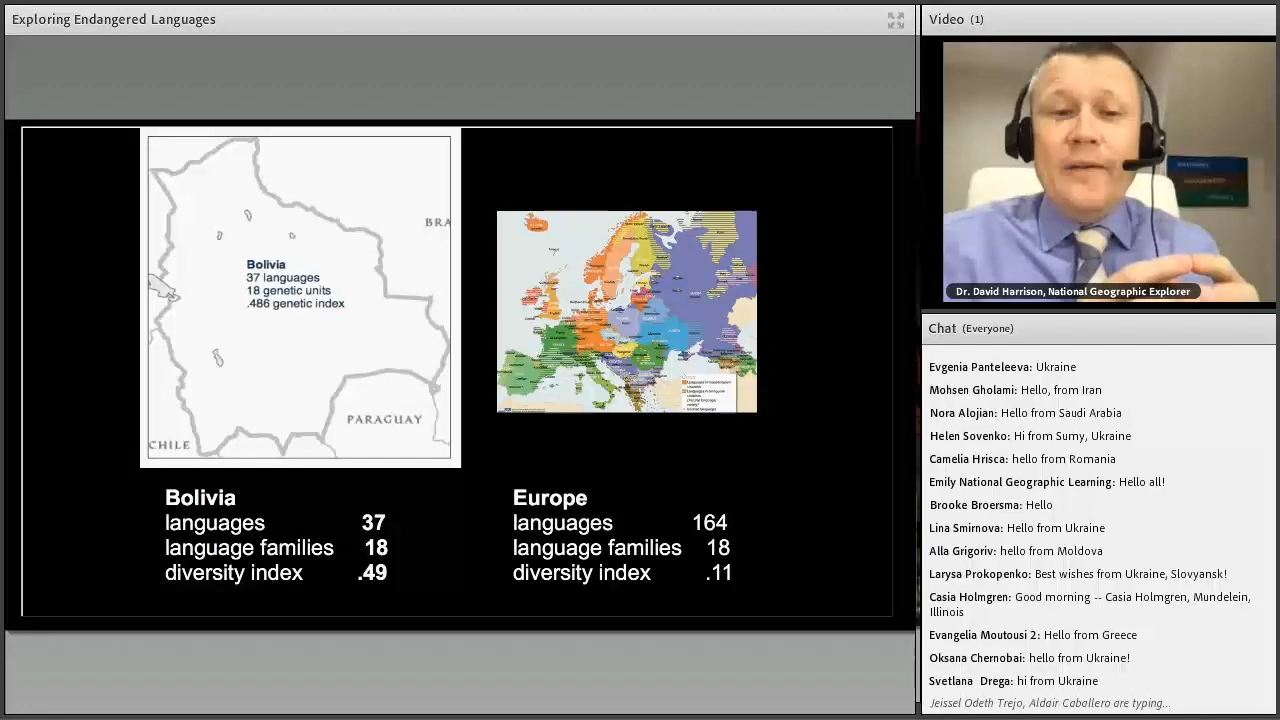 Exploring Endangered Languages
BRA
Bolivia
37 languages
18 genetic units
.486 genetic index
PARAGUAY
CHILE
Bolivia
languages 37
language families 18
diversity index .49
Europe
languages 164
language families 18
diversity index .11
Video (1)
Dr. David Harrison, National Geographic Explorer
Chat (Everyone)
Evgenia Panteleeva: Ukraine
Mohsen Gholami: Hello, from Iran
Nora Alojian: Hello from Saudi Arabia
Helen Sovenko: Hi from Sumy, Ukraine
Camelia Hrisca: hello from Romania
Emily National Geographic Learning: Hello all!
Brooke Broersma: Hello
Lina Smirnova: Hello from Ukraine
Alla Grigoriv: hello from Moldova
Larysa Prokopenko: Best wishes from Ukraine, Slovyansk!
Casia Holmgren: Good morning -- Casia Holmgren, Mundelein,
Illinois
Evangelia Moutousi 2: Hello from Greece
Oksana Chernobai: hello from Ukraine!
Svetlana Drega: hi from Ukraine
Jeissel Odeth Trejo, Aldair Caballero are typing...